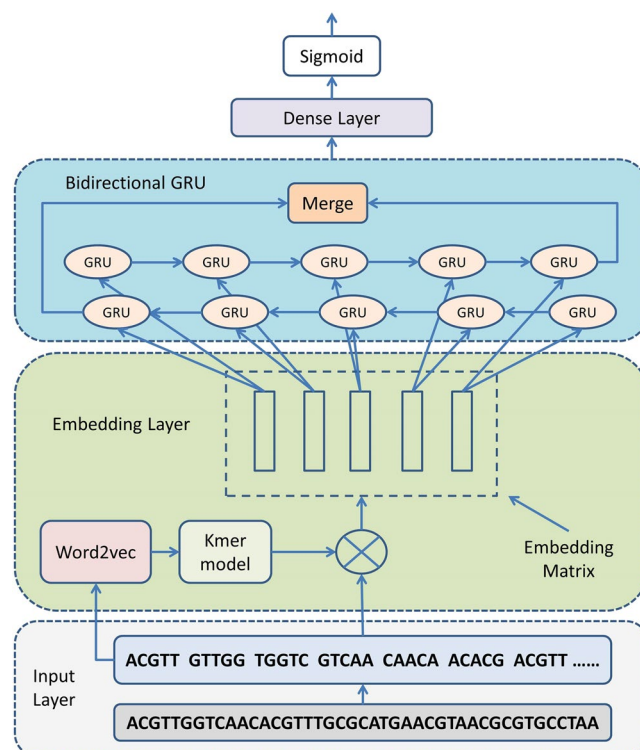 Sigmoid
Dense Layer
Bidirectional GRU
Merge
GRU GRU GRU GRU GRU
GRU GRU GRU GRU GRU
Embedding Layer
Word2vec
Kmer
model
Embedding
Matrix
Input
Layer
ACGTT GTTGG TGGTC GTCAA CAACA ACACG ACGTT ......
ACGTTGGTCAACACGTTTGCGCATGAACGTAACGCGTGCCTAA